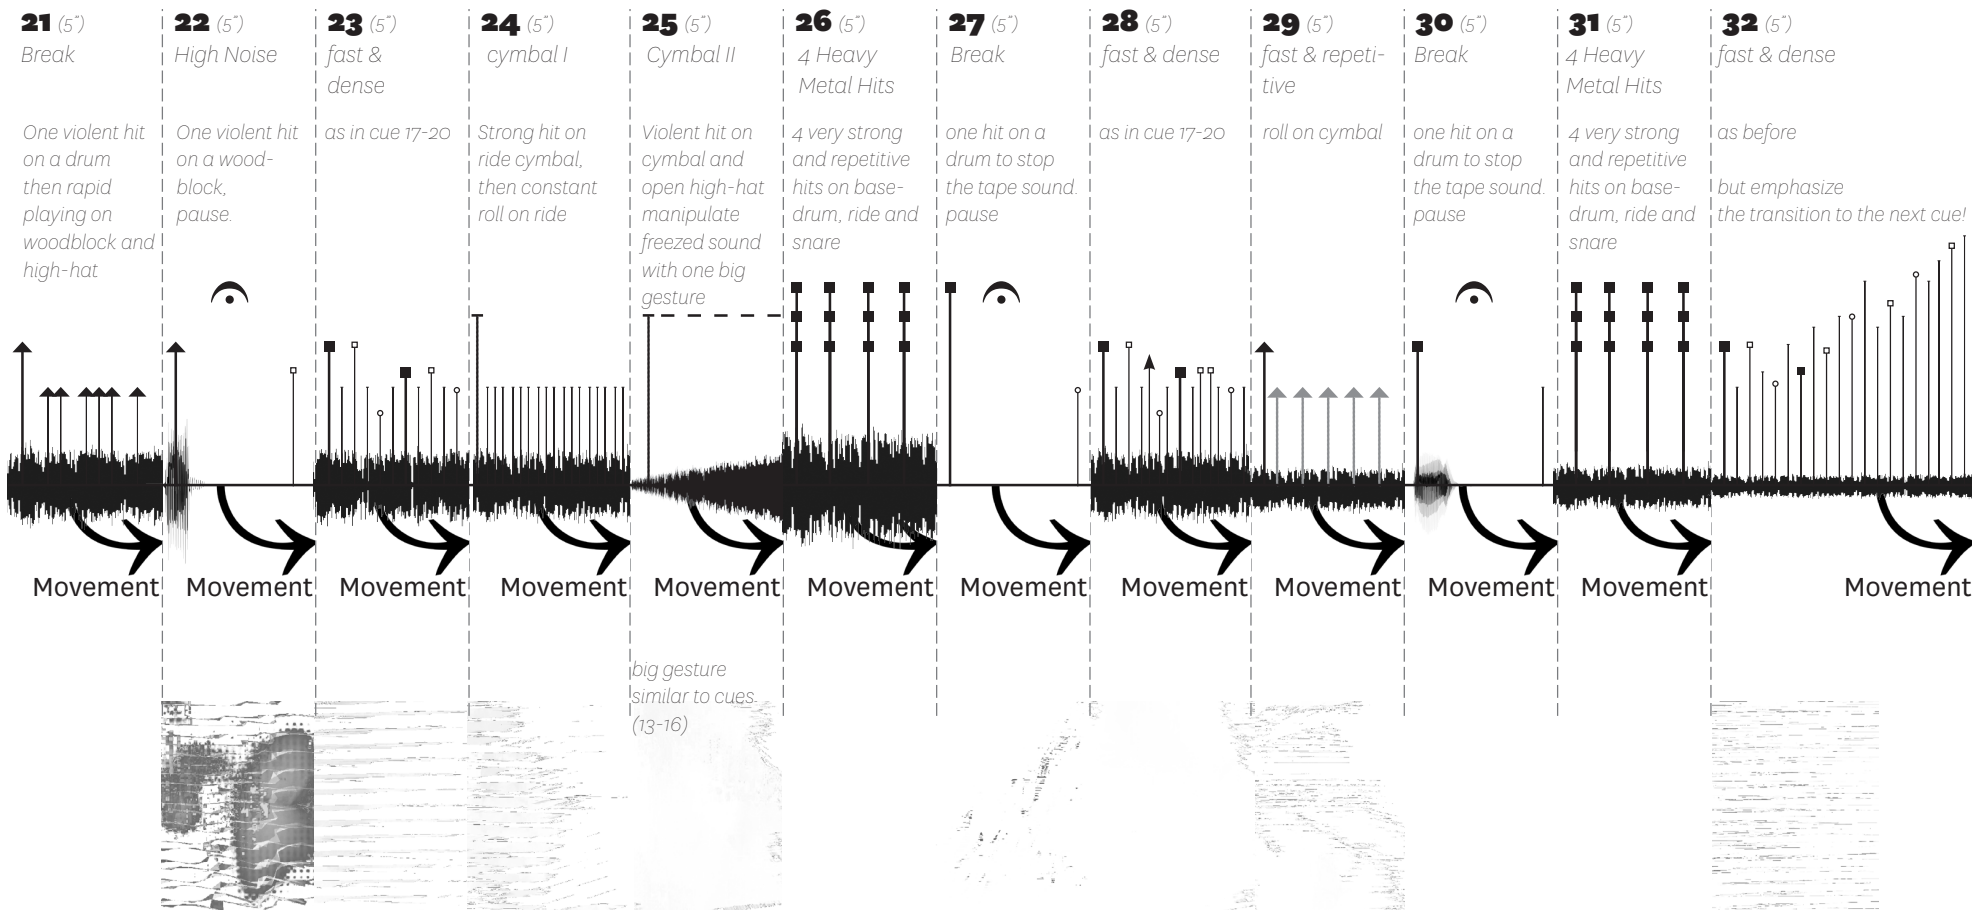 21 (5”)
Break
One violent hit
on a drum
then rapid
playing on
woodblock and
high-hat
Movement
22 (5”)
High Noise
One violent hit
on a wood-
block,
pause.
Movement
23 (5”)
fast &
dense
as in cue 17-20
Movement
24 (5”)
cymbal I
Strong hit on
ride cymbal,
then constant
roll on ride
Movement
25 (5”)
Cymbal II
Violent hit on
cymbal and
open high-hat
manipulate
freezed sound
with one big
gesture
Movement
big gesture
similar to cues
(13-16)
26 (5”)
4 Heavy
Metal Hits
4 very strong
and repetitive
hits on base-
drum, ride and
snare
Movement
27 (5”)
Break
one hit on a
drum to stop
the tape sound.
pause
Movement
28 (5”)
fast & dense
as in cue 17-20
Movement
29 (5”)
fast & repeti-
tive
roll on cymbal
Movement
30 (5”)
Break
one hit on a
drum to stop
the tape sound.
pause
Movement
31 (5”)
4 Heavy
Metal Hits
4 very strong
and repetitive
hits on base-
drum, ride and
snare
Movement
32 (5”)
fast & dense
as before
but emphasize
the transition to the next cue!
Movement